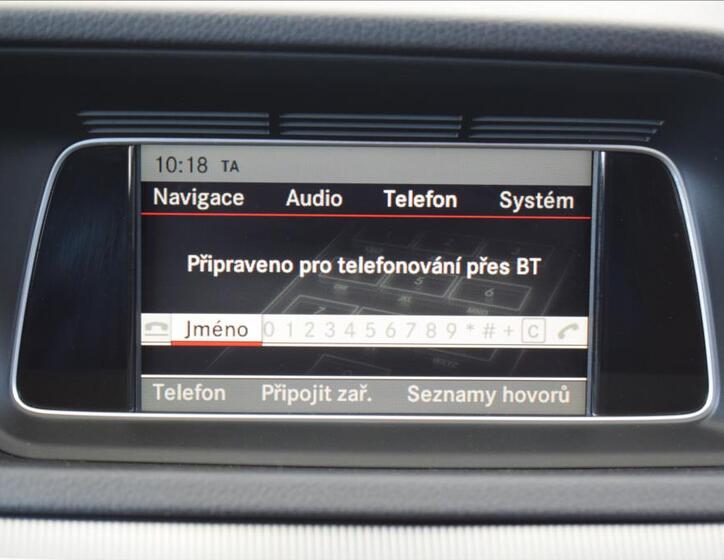 10:18 TA
Navigace Audio Telefon Systém
Připraveno pro telefonování přes BT
Jméno 0 1 2 3 4 5 6 7 8 9 * # + C
Telefon Připojit zař. Seznamy hovorů